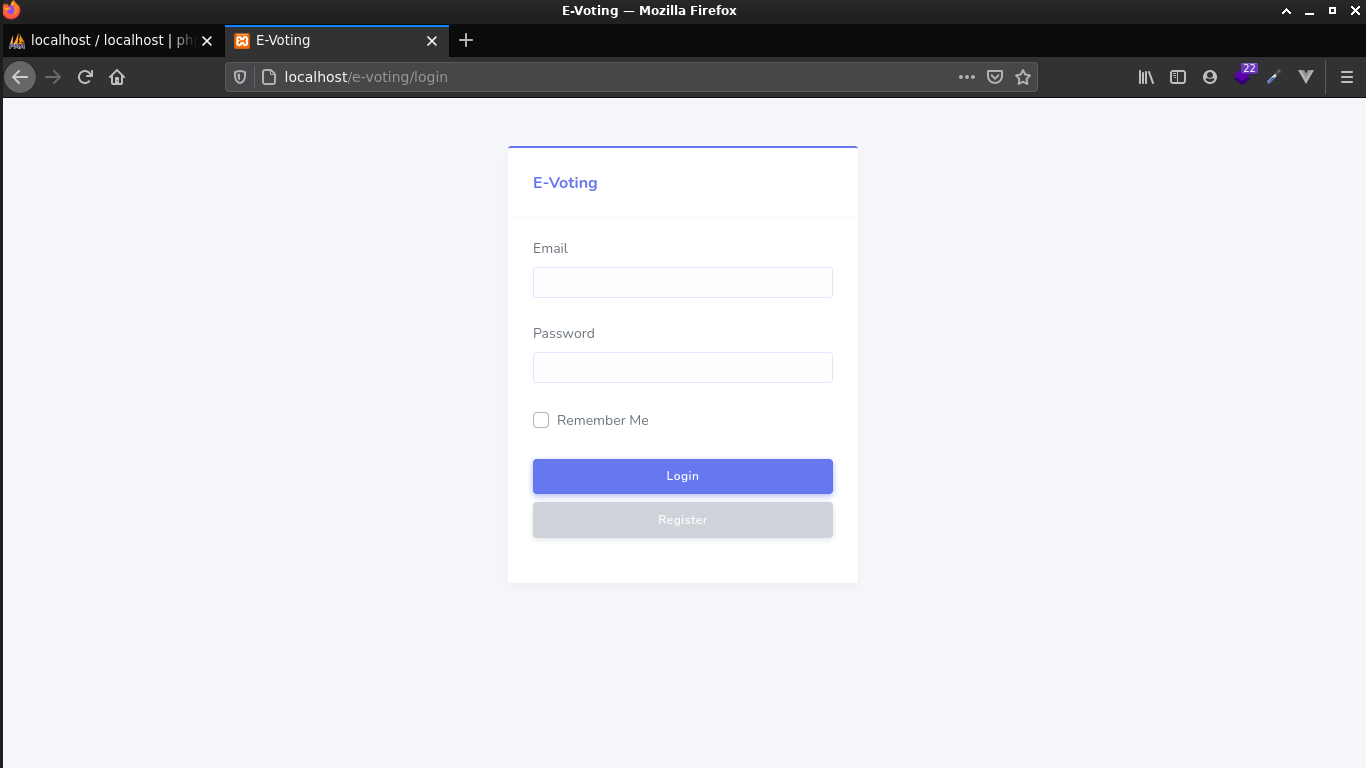 E-Voting — Mozilla Firefox
localhost / localhost | ph
E-Voting
localhost/e-voting/login
22
E-Voting
Email
Password
Remember Me
Login
Register